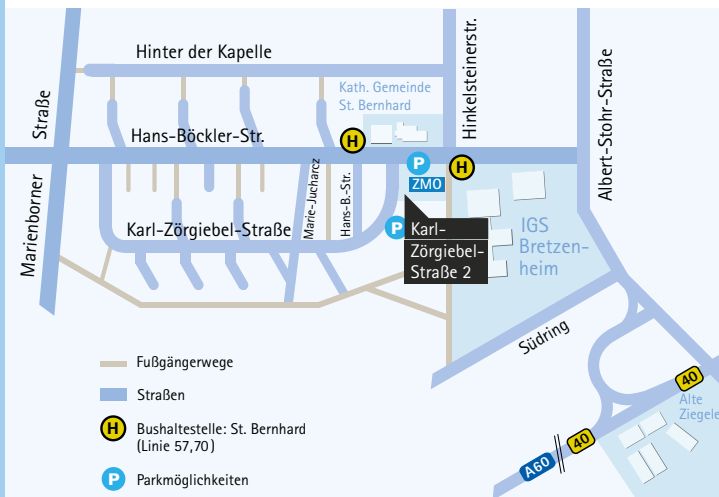 Hinter der Kapelle
Kath. Gemeinde
St. Bernhard
Hinkelsteinerstr.
Albert-Stohr-Straße
Marienborner Straße
Hans-Böckler-Str.
H
P
H
ZMO
Marie-Jucharcz
Hans-B.-Str.
Karl-Zörgiebel-Straße
P
Karl-
Zörgiebel-
Straße 2
IGS
Bretzen-
heim
Südring
Fußgängerwege
Straßen
H
Bushaltestelle: St. Bernhard
(Linie 57,70)
P
Parkmöglichkeiten
40
Alte
Ziegele
40
A60